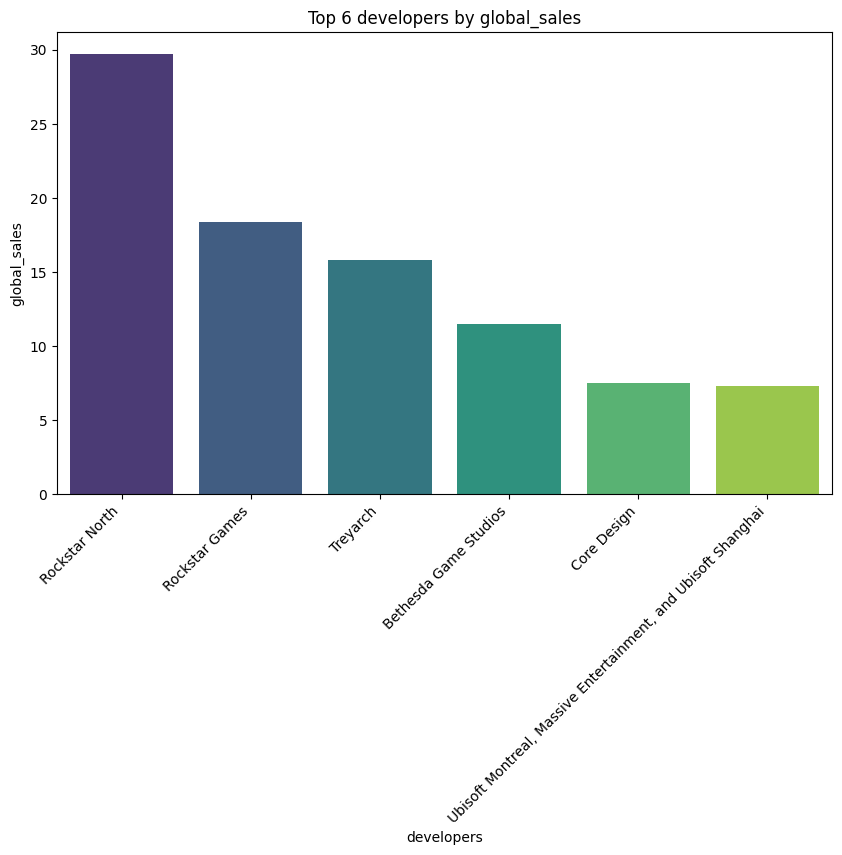 Top 6 developers by global_sales
global_sales
30
25
20
15
10
5
0
Rockstar North
Rockstar Games
Treyarch
Bethesda Game Studios
Core Design
Ubisoft Montreal, Massive Entertainment, and Ubisoft Shanghai
developers